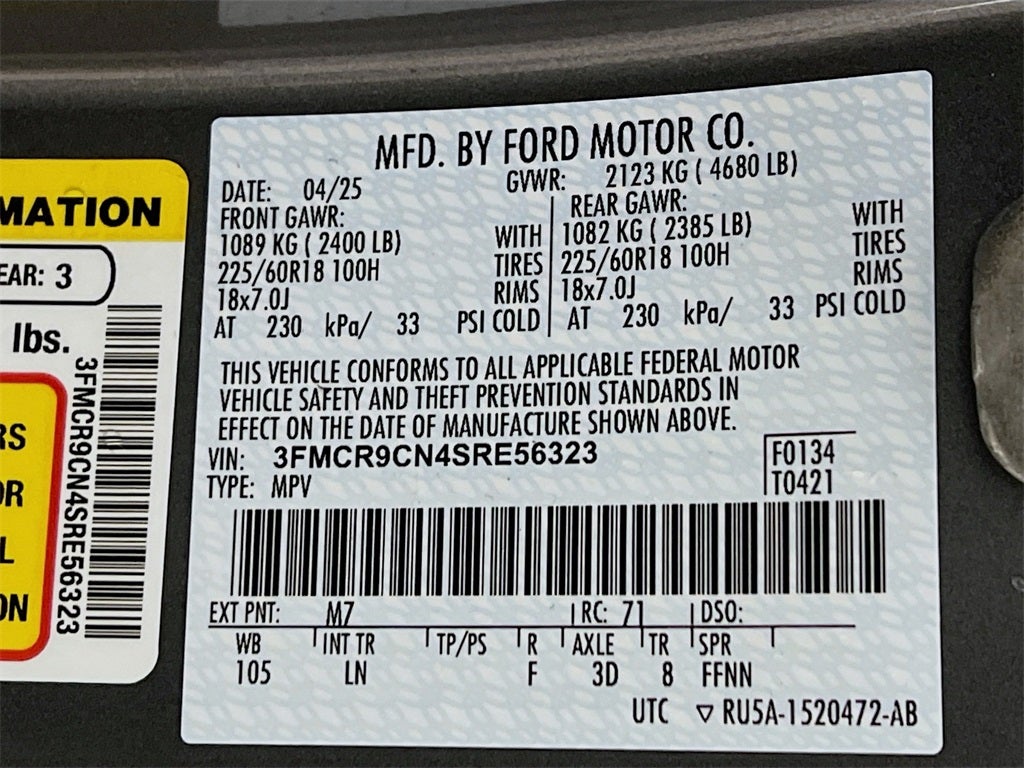 MATION
EAR: 3
lbs.
RS
OR
L
ON
3FMCR9CN4SRE56323
MFD. BY FORD MOTOR CO.
DATE: 04/25 GVWR: 2123 KG ( 4680 LB)
FRONT GAWR: REAR GAWR:
1089 KG ( 2400 LB) WITH 1082 KG ( 2385 LB) WITH
225/60R18 100H TIRES 225/60R18 100H TIRES
18x7.0J RIMS 18x7.0J RIMS
AT 230 kPa/ 33 PSI COLD AT 230 kPa/ 33 PSI COLD
THIS VEHICLE CONFORMS TO ALL APPLICABLE FEDERAL MOTOR
VEHICLE SAFETY AND THEFT PREVENTION STANDARDS IN
EFFECT ON THE DATE OF MANUFACTURE SHOWN ABOVE.
VIN: 3FMCR9CN4SRE56323 F0134
TYPE: MPV T0421
EXT PNT: M7 RC: 71 DSO:
WB INT TR TP/PS R AXLE TR SPR
105 LN F 3D 8 FFNN
UTC ▽ RU5A-1520472-AB